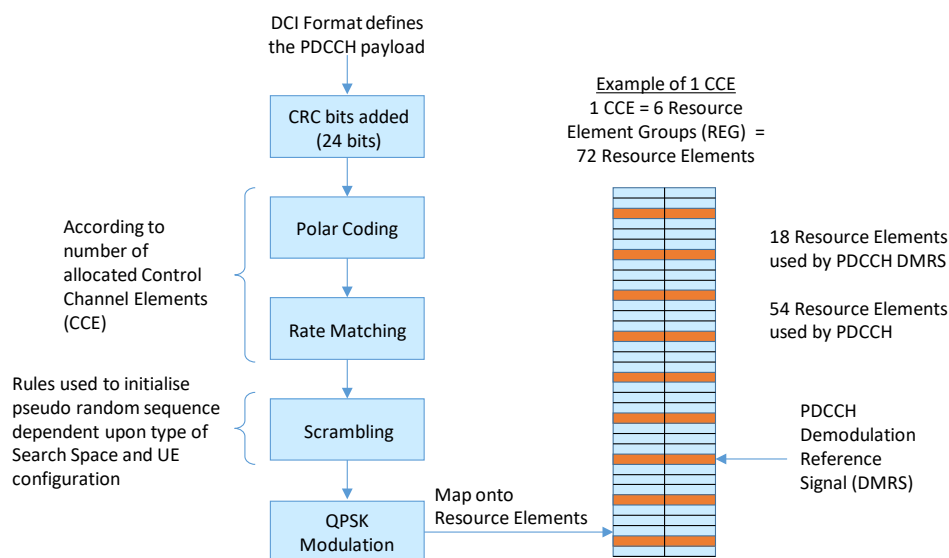 DCI Format defines
the PDCCH payload
CRC bits added
(24 bits)
Polar Coding
According to
number of
allocated Control
Channel Elements
(CCE)
Rate Matching
Rules used to initialise
pseudo random sequence
dependent upon type of
Search Space and UE
configuration
Scrambling
QPSK
Modulation
Map onto
Resource Elements
Example of 1 CCE
1 CCE = 6 Resource
Element Groups (REG) =
72 Resource Elements
18 Resource Elements
used by PDCCH DMRS
54 Resource Elements
used by PDCCH
PDCCH
Demodulation
Reference
Signal (DMRS)